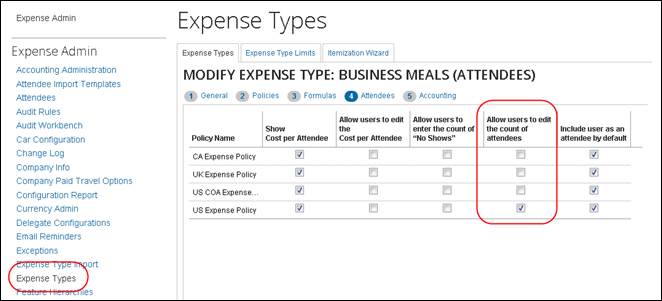 Expense Admin
Expense Admin
Accounting Administration
Attendee Import Templates
Attendees
Audit Rules
Audit Workbench
Car Configuration
Change Log
Company Info
Company Paid Travel Options
Configuration Report
Currency Admin
Delegate Configurations
Email Reminders
Exceptions
Expense Type Import
Expense Types
Feature Hierarchies
Expense Types
Expense Types Expense Type Limits Itemization Wizard
MODIFY EXPENSE TYPE: BUSINESS MEALS (ATTENDEES)
1 General 2 Policies 3 Formulas 4 Attendees 5 Accounting
Policy Name
Show
Cost per Attendee
Allow users to edit
the
Cost per Attendee
Allow users to
enter the count of
"No Shows"
Allow users to edit
the count of
attendees
Include user as an
attendee by default
CA Expense Policy
UK Expense Policy
US COA Expense...
US Expense Policy